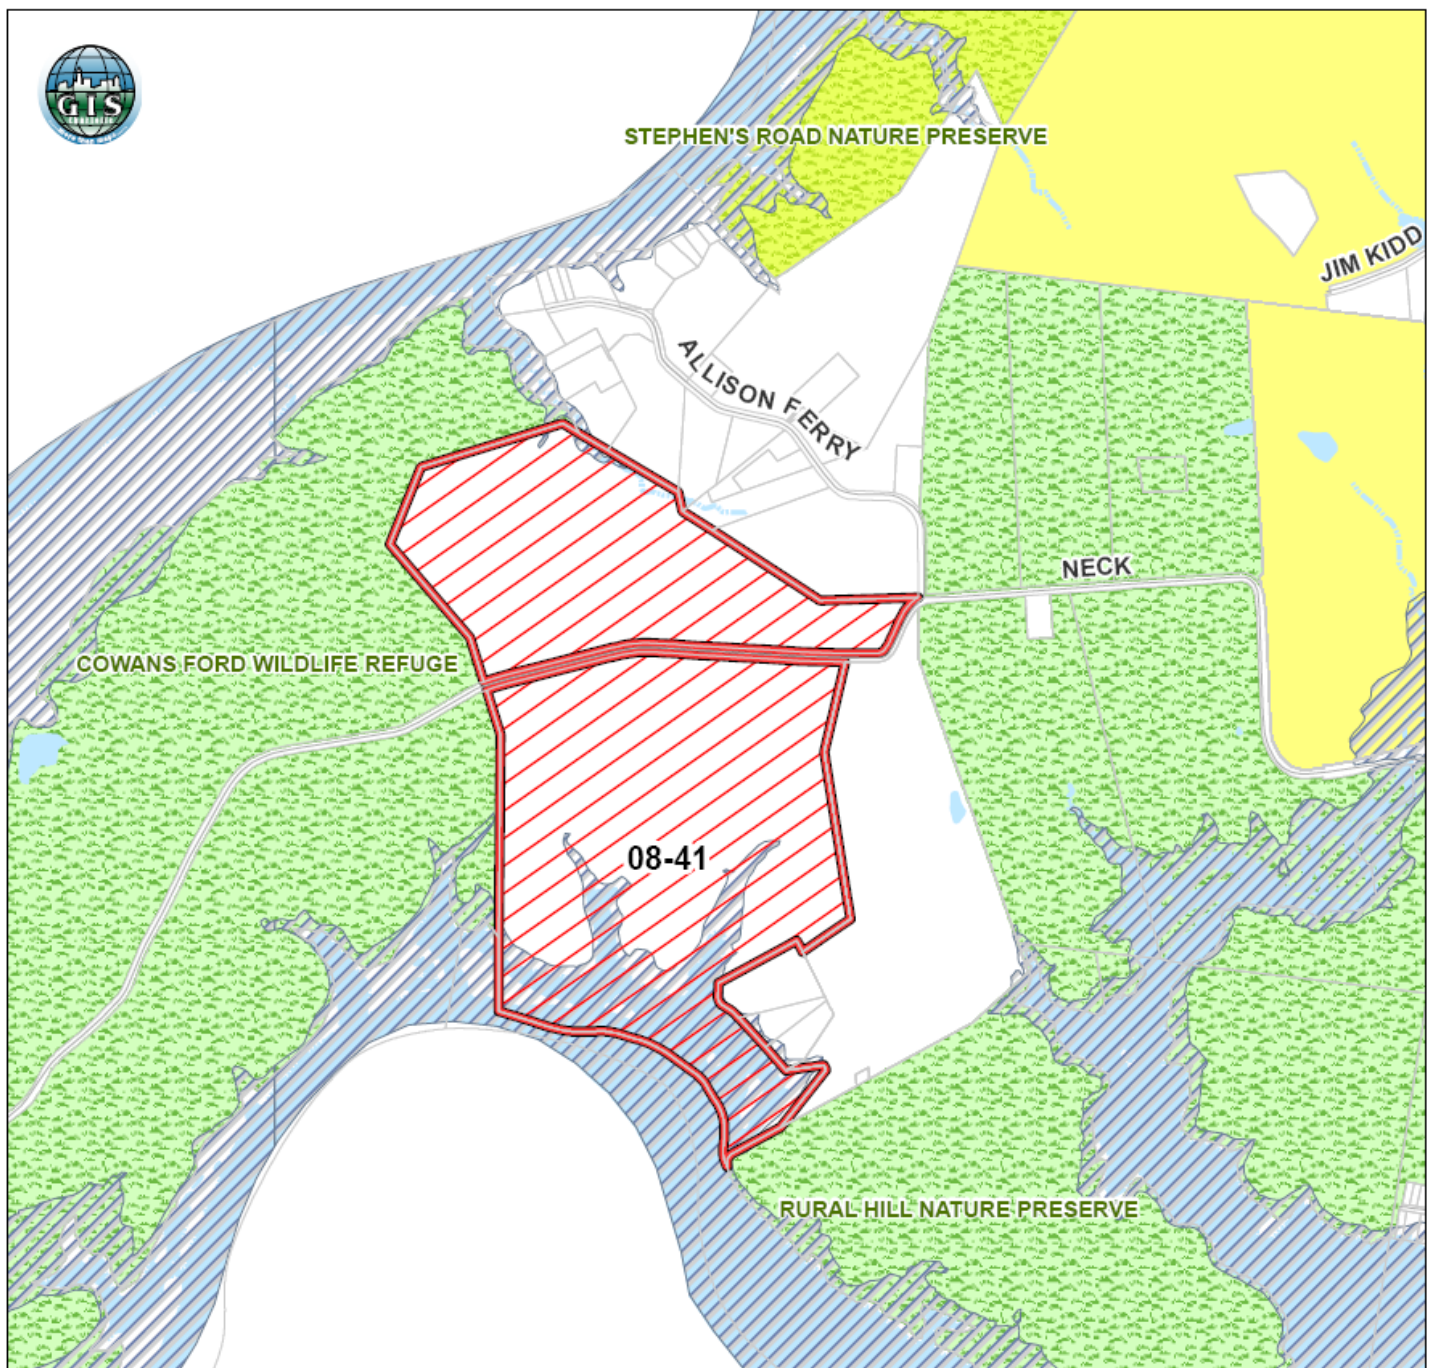 GIS
STEPHEN'S ROAD NATURE PRESERVE
JIM KIDD
ALLISON FERRY
NECK
COWANS FORD WILDLIFE REFUGE
08-41
RURAL HILL NATURE PRESERVE